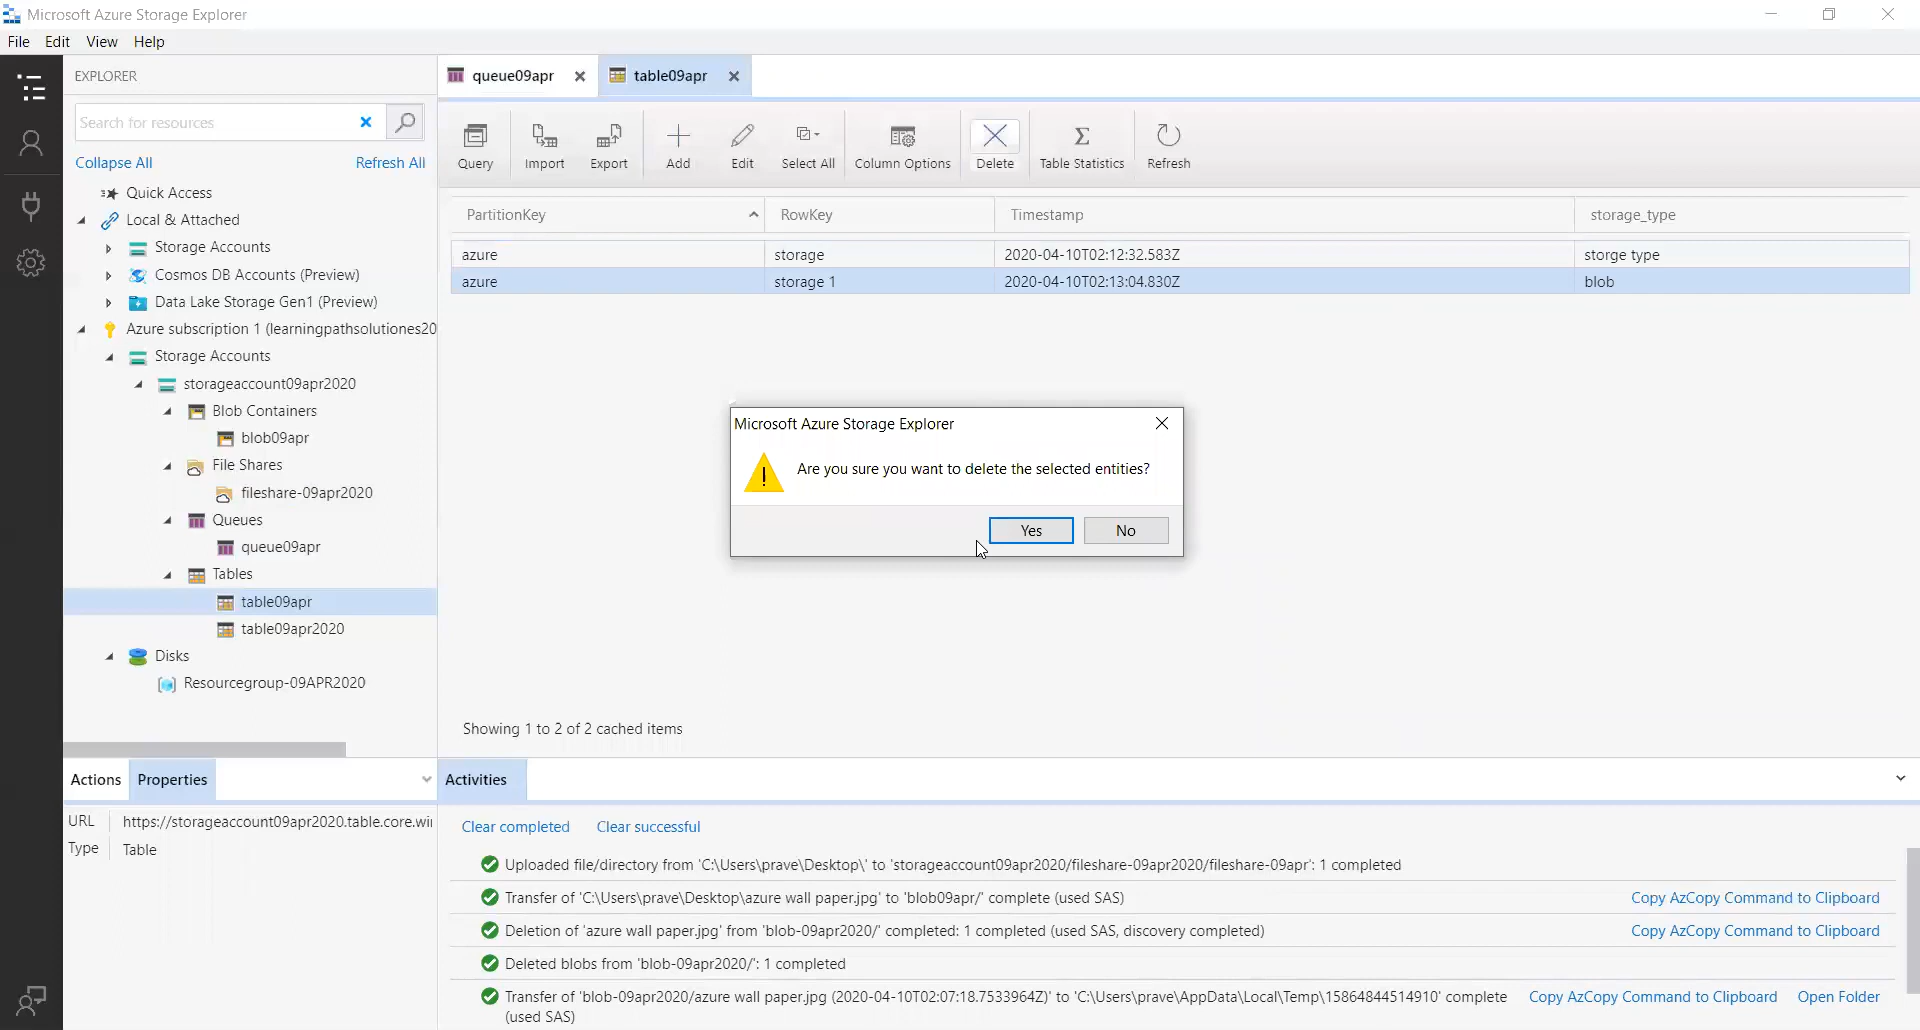 Microsoft Azure Storage Explorer
File Edit View Help
EXPLORER
Search for resources
Collapse All Refresh All
Quick Access
Local & Attached
Storage Accounts
Cosmos DB Accounts (Preview)
Data Lake Storage Gen1 (Preview)
Azure subscription 1 (learningpathsolutiones20
Storage Accounts
storageaccount09apr2020
Blob Containers
blob09apr
File Shares
fileshare-09apr2020
Queues
queue09apr
Tables
table09apr
table09apr2020
Disks
Resourcegroup-09APR2020
Actions Properties
URL https://storageaccount09apr2020.table.core.wi
Type Table
queue09apr table09apr
Query Import Export Add Edit Select All Column Options Delete Table Statistics Refresh
PartitionKey RowKey Timestamp storage_type
azure storage 2020-04-10T02:12:32.583Z storge type
azure storage 1 2020-04-10T02:13:04.830Z blob
Microsoft Azure Storage Explorer
Are you sure you want to delete the selected entities?
Yes No
Showing 1 to 2 of 2 cached items
Activities
Clear completed Clear successful
Uploaded file/directory from 'C:\Users\prave\Desktop\' to 'storageaccount09apr2020/fileshare-09apr2020/fileshare-09apr': 1 completed
Transfer of 'C:\Users\prave\Desktop\azure wall paper.jpg' to 'blob09apr/' complete (used SAS) Copy AzCopy Command to Clipboard
Deletion of 'azure wall paper.jpg' from 'blob-09apr2020/' completed: 1 completed (used SAS, discovery completed) Copy AzCopy Command to Clipboard
Deleted blobs from 'blob-09apr2020/': 1 completed
Transfer of 'blob-09apr2020/azure wall paper.jpg (2020-04-10T02:07:18.7533964Z)' to 'C:\Users\prave\AppData\Local\Temp\15864844514910' complete Copy AzCopy Command to Clipboard Open Folder
(used SAS)